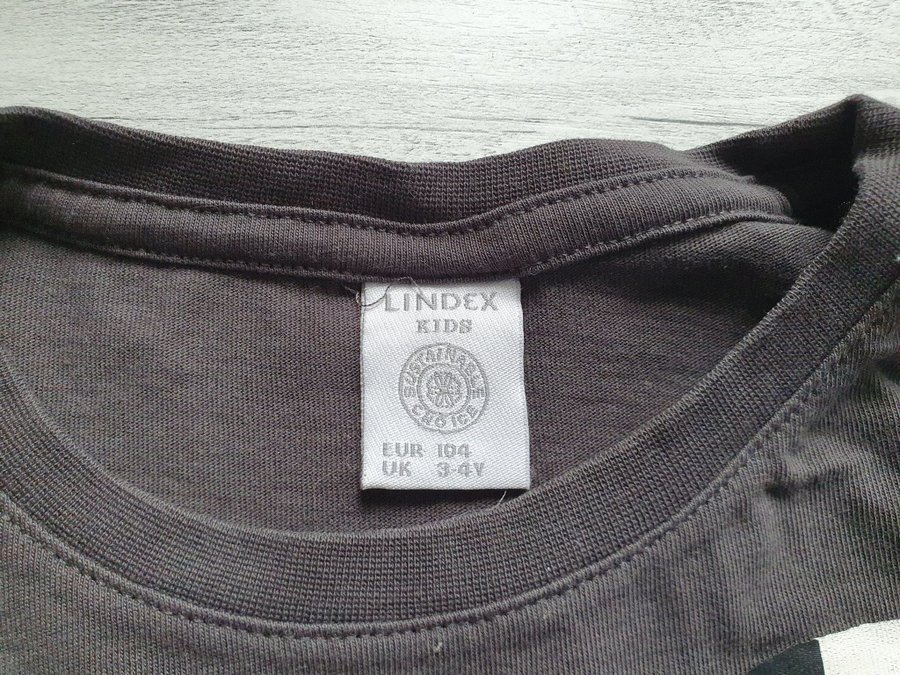 LINDEX
KIDS
SUSTAINABLE
CHOICE
EUR 104
UK 3-4Y